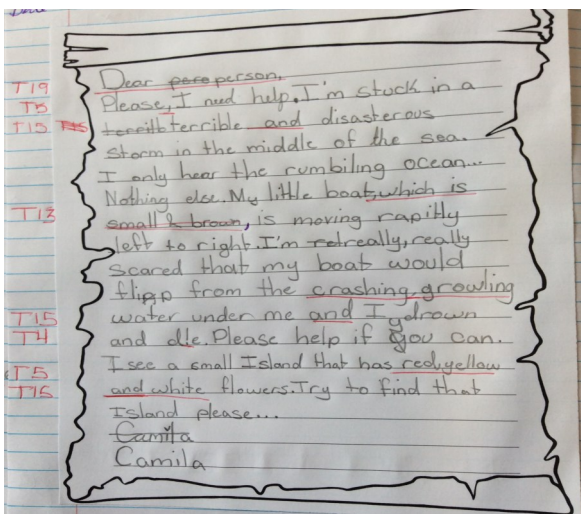 Dear pers person,
Please, I need help. I'm stuck in a
terribl terrible and disasterous
storm in the middle of the sea.
I only hear the rumbiling ocean...
Nothing else. My little boat, which is
small & brown, is moving rapitly
left to right. I'm really, really
scared that my boat would
flipp from the crashing, growling
water under me and I drown
and die. Please help if you can.
I see a small Island that has red, yellow
and white flowers. Try to find that
Island please...
Camila
Camila
T19
T5
T15
T13
T15
T4
T5
T15